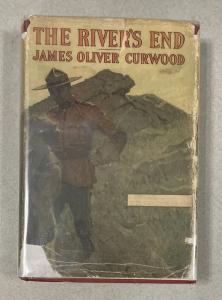 THE RIVER'S END
JAMES OLIVER CURWOOD